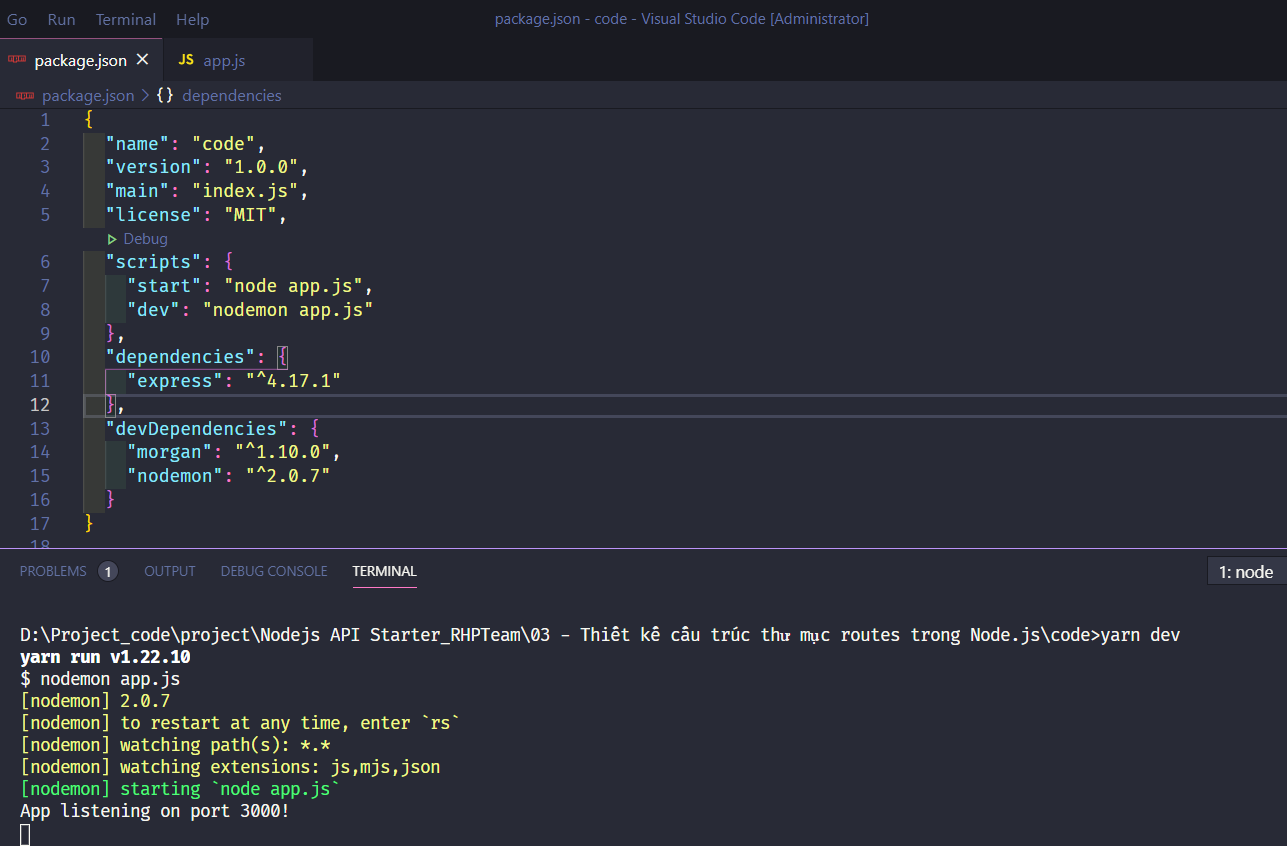 Go Run Terminal Help package.json - code - Visual Studio Code [Administrator]
package.json JS app.js
package.json > {} dependencies
1 {
2 "name": "code",
3 "version": "1.0.0",
4 "main": "index.js",
5 "license": "MIT",
Debug
6 "scripts": {
7 "start": "node app.js",
8 "dev": "nodemon app.js"
9 },
10 "dependencies": {
11 "express": "^4.17.1"
12 },
13 "devDependencies": {
14 "morgan": "^1.10.0",
15 "nodemon": "^2.0.7"
16 }
17 }
18
PROBLEMS 1 OUTPUT DEBUG CONSOLE TERMINAL 1: node
D:\Project_code\project\Nodejs API Starter_RHPTeam\03 - Thiết kế cấu trúc thư mục routes trong Node.js\code>yarn dev
yarn run v1.22.10
$ nodemon app.js
[nodemon] 2.0.7
[nodemon] to restart at any time, enter `rs`
[nodemon] watching path(s): *.*
[nodemon] watching extensions: js,mjs,json
[nodemon] starting `node app.js`
App listening on port 3000!